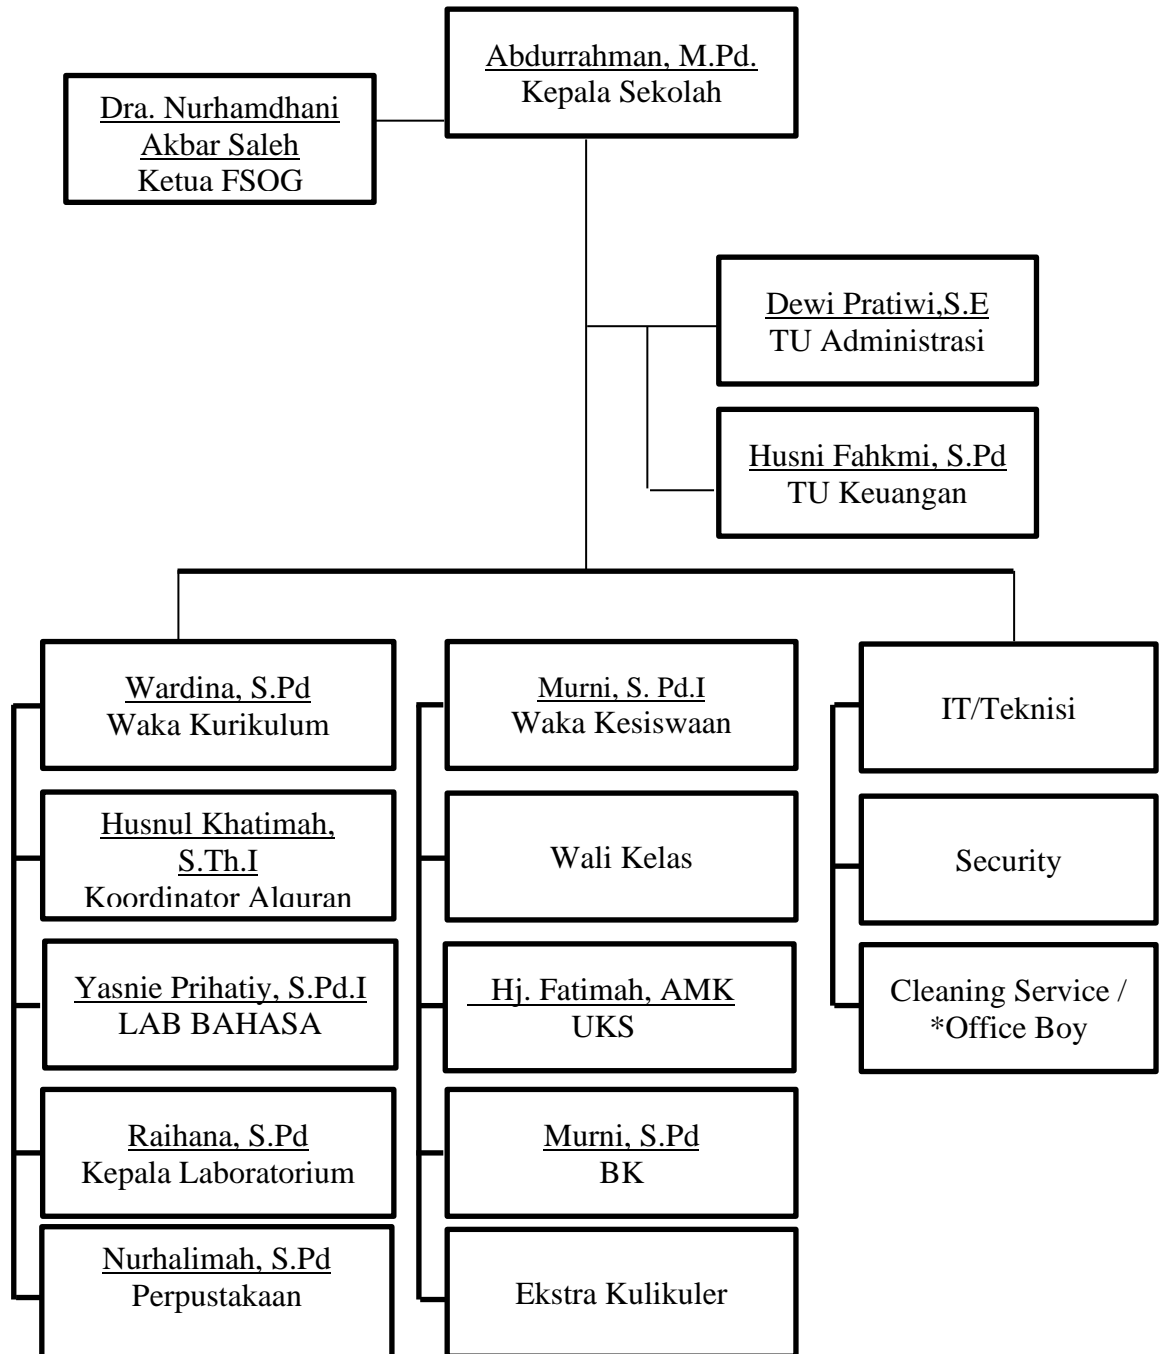 Abdurrahman, M.Pd.
Kepala Sekolah
Dra. Nurhamdhani
Akbar Saleh
Ketua FSOG
Dewi Pratiwi,S.E
TU Administrasi
Husni Fahkmi, S.Pd
TU Keuangan
Wardina, S.Pd
Waka Kurikulum
Husnul Khatimah,
S.Th.I
Koordinator Alquran
Yasnie Prihatiy, S.Pd.I
LAB BAHASA
Raihana, S.Pd
Kepala Laboratorium
Nurhalimah, S.Pd
Perpustakaan
Murni, S. Pd.I
Waka Kesiswaan
Wali Kelas
Hj. Fatimah, AMK
UKS
Murni, S.Pd
BK
Ekstra Kulikuler
IT/Teknisi
Security
Cleaning Service /
*Office Boy